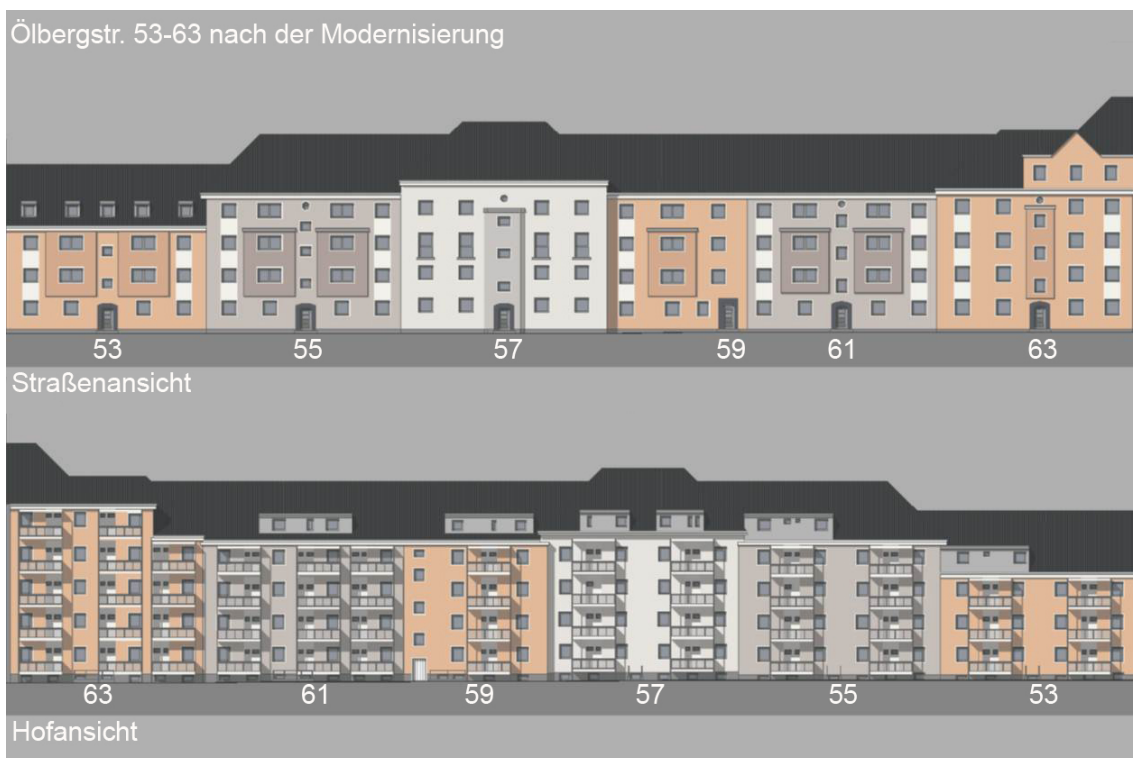 Ölbergstr. 53-63 nach der Modernisierung
53 55 57 59 61 63
Straßenansicht
63 61 59 57 55 53
Hofansicht